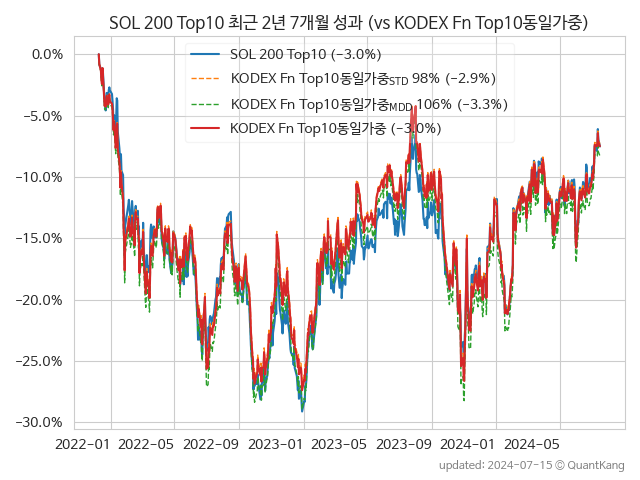 SOL 200 Top10 최근 2년 7개월 성과 (vs KODEX Fn Top10동일가중)
0.0%
SOL 200 Top10 (−3.0%)
KODEX Fn Top10동일가중STD 98% (−2.9%)
KODEX Fn Top10동일가중MDD 106% (−3.3%)
KODEX Fn Top10동일가중 (−3.0%)
−5.0%
−10.0%
−15.0%
−20.0%
−25.0%
−30.0%
2022−01 2022−05 2022−09 2023−01 2023−05 2023−09 2024−01 2024−05
updated: 2024-07-15 © QuantKang